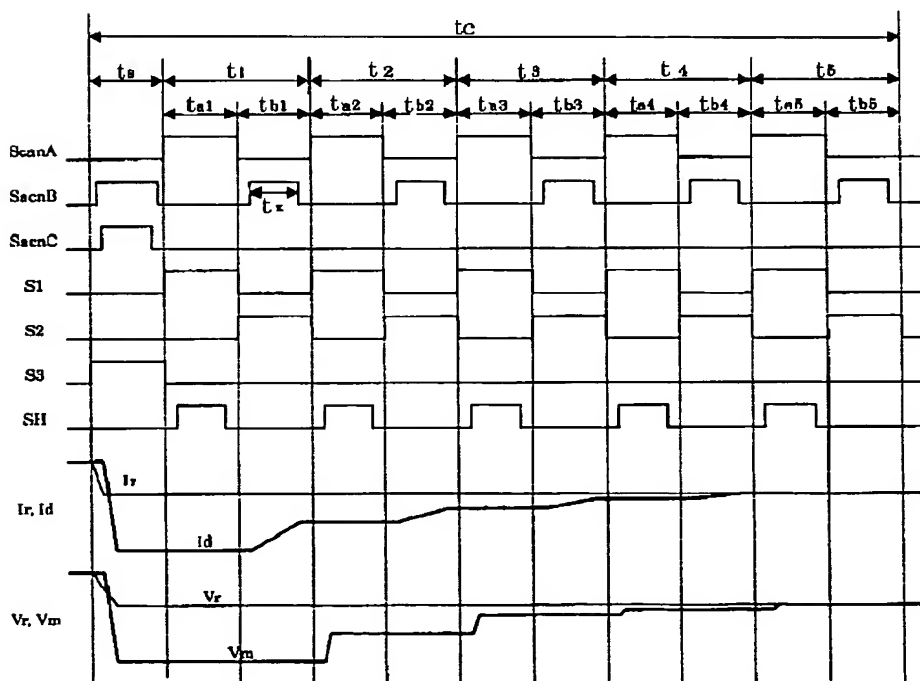 tc
ts t1 t2 t3 t4 t5
ta1 tb1 ta2 tb2 ta3 tb3 ta4 tb4 ta5 tb5
ScanA
SacnB
tx
SacnC
S1
S2
S3
SH
Ir
Ir, Id
Id
Vr
Vr, Vm
Vm